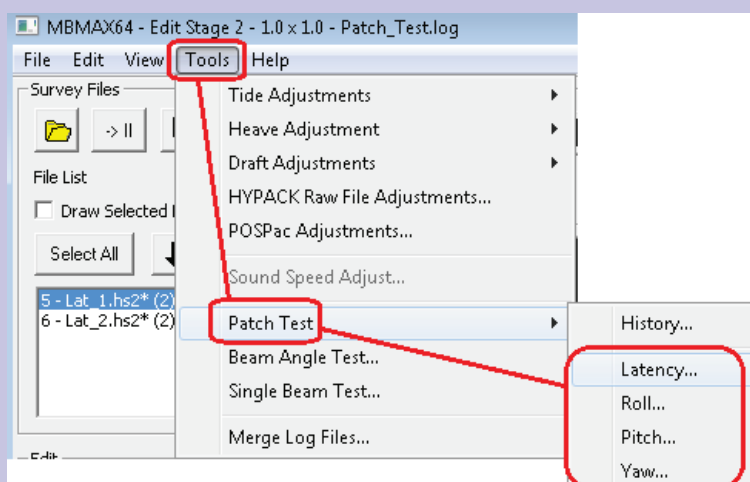 MBMAX64 - Edit Stage 2 - 1.0 x 1.0 - Patch_Test.log
File Edit View Tools Help
Survey Files
-> II
File List
Draw Selected
Select All
5 - Lat_1.hs2* (2)
6 - Lat_2.hs2* (2)
Edit
Tide Adjustments
Heave Adjustment
Draft Adjustments
HYPACK Raw File Adjustments...
POSPac Adjustments...
Sound Speed Adjust...
Patch Test
Beam Angle Test...
Single Beam Test...
Merge Log Files...
History...
Latency...
Roll...
Pitch...
Yaw...